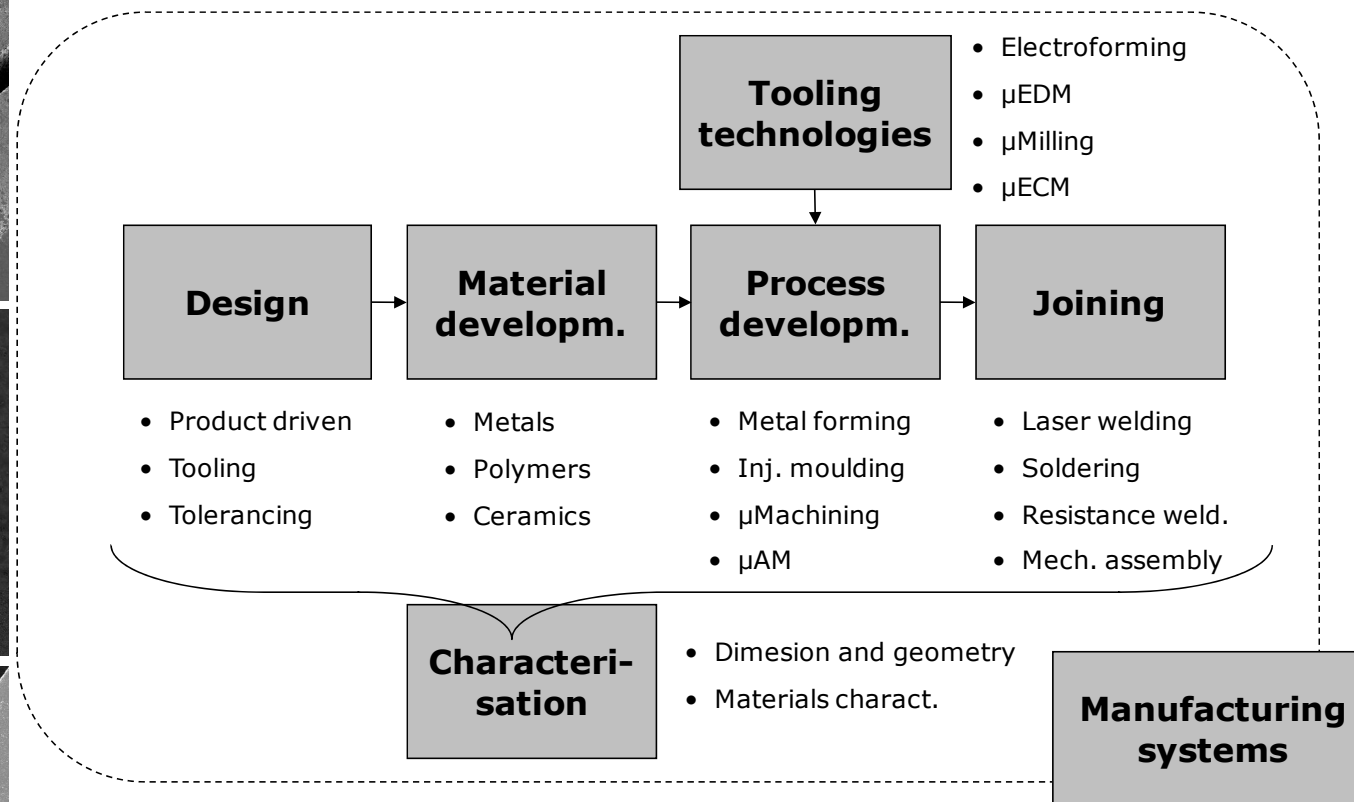 Tooling
technologies
• Electroforming
• µEDM
• µMilling
• µECM
Design
Material
developm.
Process
developm.
Joining
• Product driven
• Tooling
• Tolerancing
• Metals
• Polymers
• Ceramics
• Metal forming
• Inj. moulding
• µMachining
• µAM
• Laser welding
• Soldering
• Resistance weld.
• Mech. assembly
Characteri-
sation
• Dimesion and geometry
• Materials charact.
Manufacturing
systems